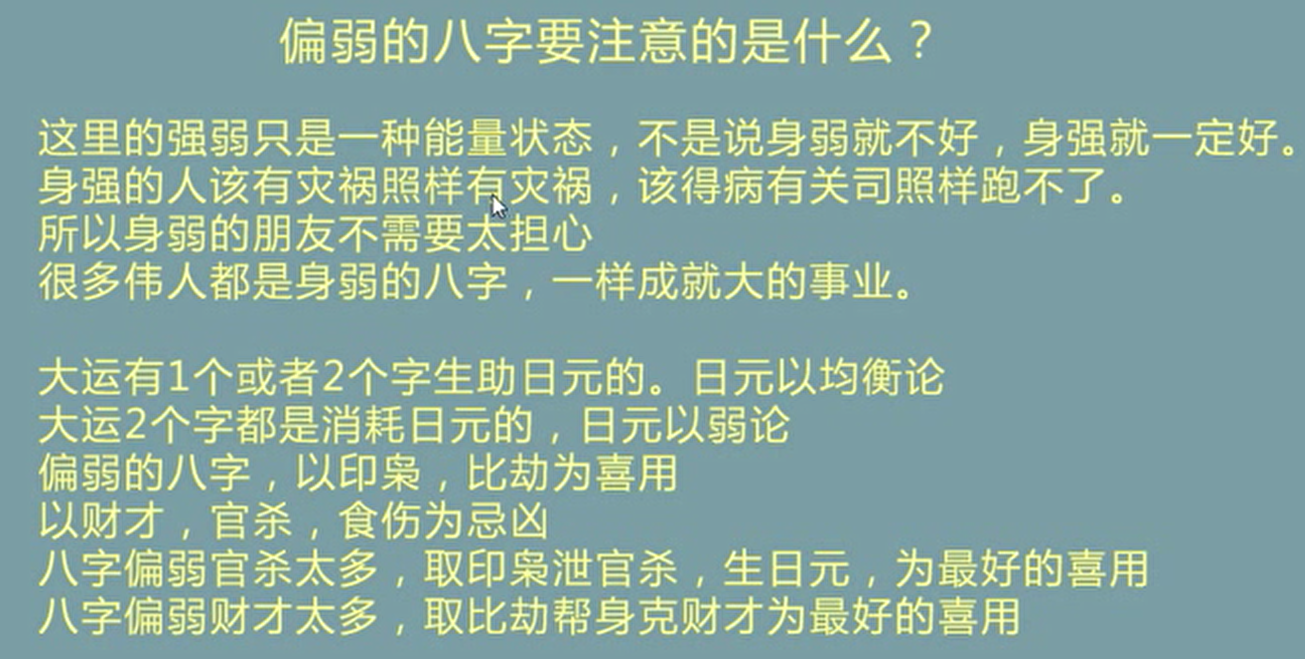 偏弱的八字要注意的是什么？
这里的强弱只是一种能量状态，不是说身弱就不好，身强就一定好。
身强的人该有灾祸照样有灾祸，该得病有关司照样跑不了。
所以身弱的朋友不需要太担心
很多伟人都是身弱的八字，一样成就大的事业。
大运有1个或者2个字生助日元的。日元以均衡论
大运2个字都是消耗日元的，日元以弱论
偏弱的八字，以印枭，比劫为喜用
以财才，官杀，食伤为忌凶
八字偏弱官杀太多，取印枭泄官杀，生日元，为最好的喜用
八字偏弱财才太多，取比劫帮身克财才为最好的喜用